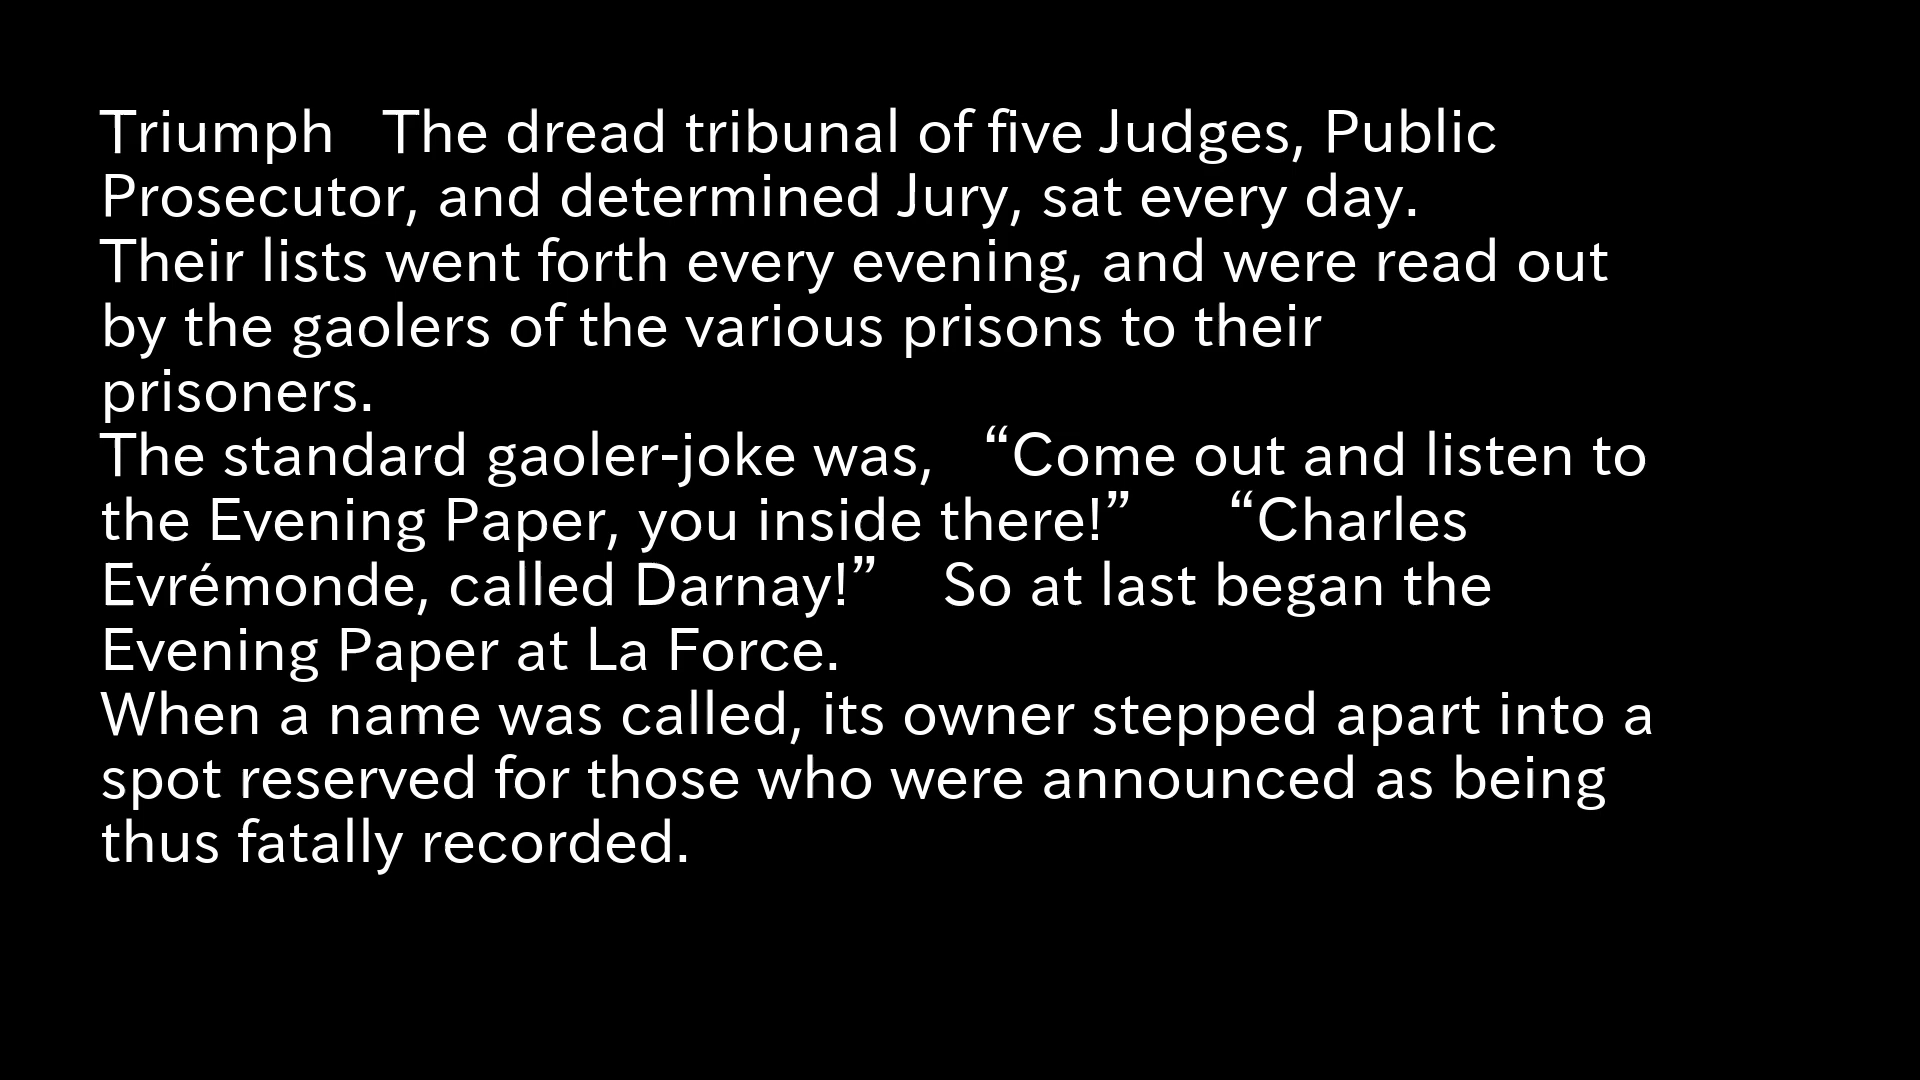 Triumph   The dread tribunal of five Judges, Public
Prosecutor, and determined Jury, sat every day.
Their lists went forth every evening, and were read out
by the gaolers of the various prisons to their
prisoners.
The standard gaoler-joke was,   “Come out and listen to
the Evening Paper, you inside there!”      “Charles
Evrémonde, called Darnay!”    So at last began the
Evening Paper at La Force.
When a name was called, its owner stepped apart into a
spot reserved for those who were announced as being
thus fatally recorded.